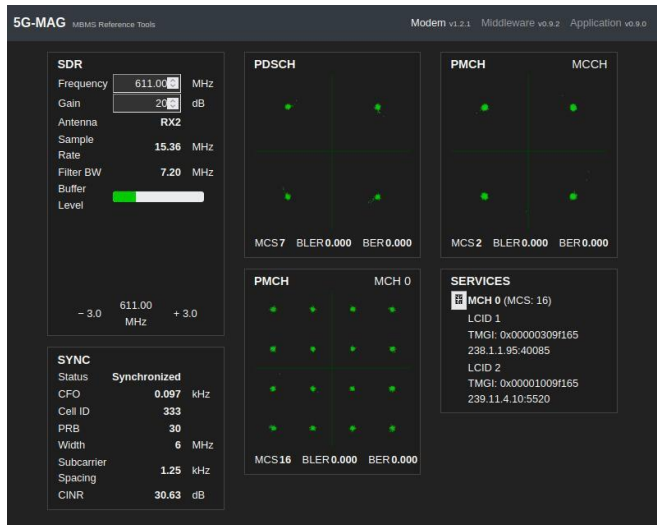 5G-MAG MBMS Reference Tools
Modem v1.2.1 Middleware v0.9.2 Application v0.9.0
SDR
Frequency 611.00 MHz
Gain 20 dB
Antenna RX2
Sample
Rate 15.36 MHz
Filter BW 7.20 MHz
Buffer
Level
− 3.0 611.00 MHz + 3.0
SYNC
Status Synchronized
CFO 0.097 kHz
Cell ID 333
PRB 30
Width 6 MHz
Subcarrier
Spacing 1.25 kHz
CINR 30.63 dB
PDSCH
MCS 7 BLER 0.000 BER 0.000
PMCH MCCH
MCS 2 BLER 0.000 BER 0.000
PMCH MCH 0
MCS 16 BLER 0.000 BER 0.000
SERVICES
MCH 0 (MCS: 16)
LCID 1
TMGI: 0x00000309f165
238.1.1.95:40085
LCID 2
TMGI: 0x00001009f165
239.11.4.10:5520